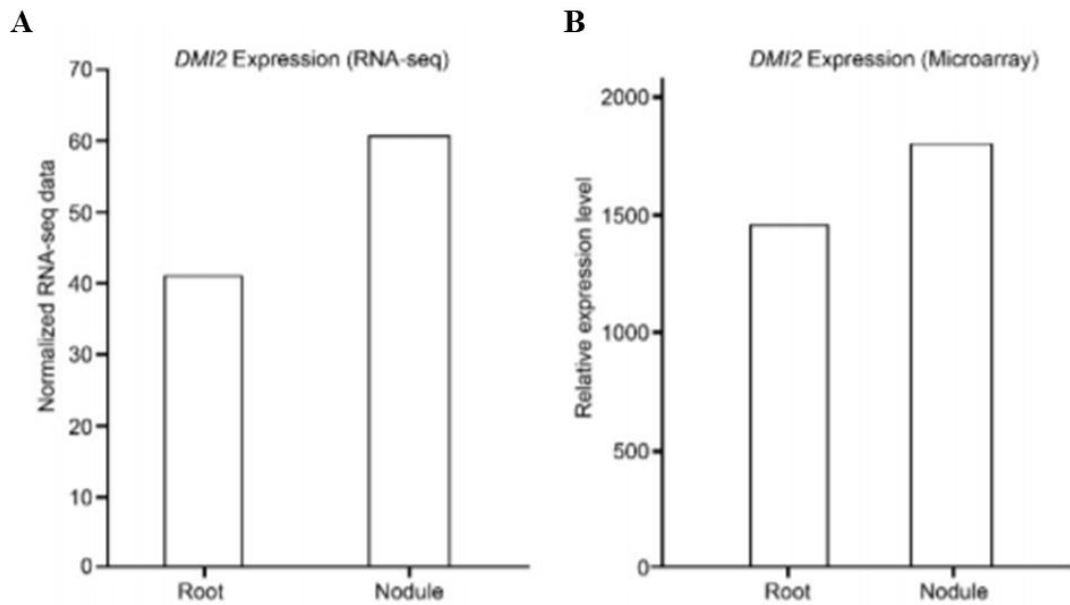 A
DMI2 Expression (RNA-seq)
Normalized RNA-seq data
70
60
50
40
30
20
10
0
Root Nodule
B
DMI2 Expression (Microarray)
Relative expression level
2000
1500
1000
500
0
Root Nodule